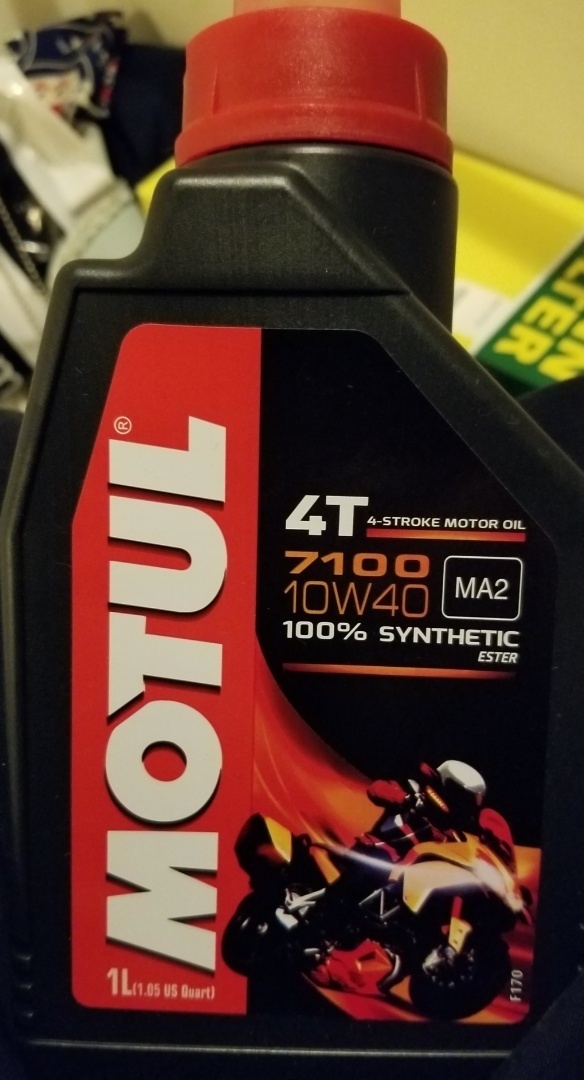 MOTUL®
4T 4-STROKE MOTOR OIL
7100
10W40
MA2
100% SYNTHETIC
ESTER
1L(1.05 US Quart)
F170